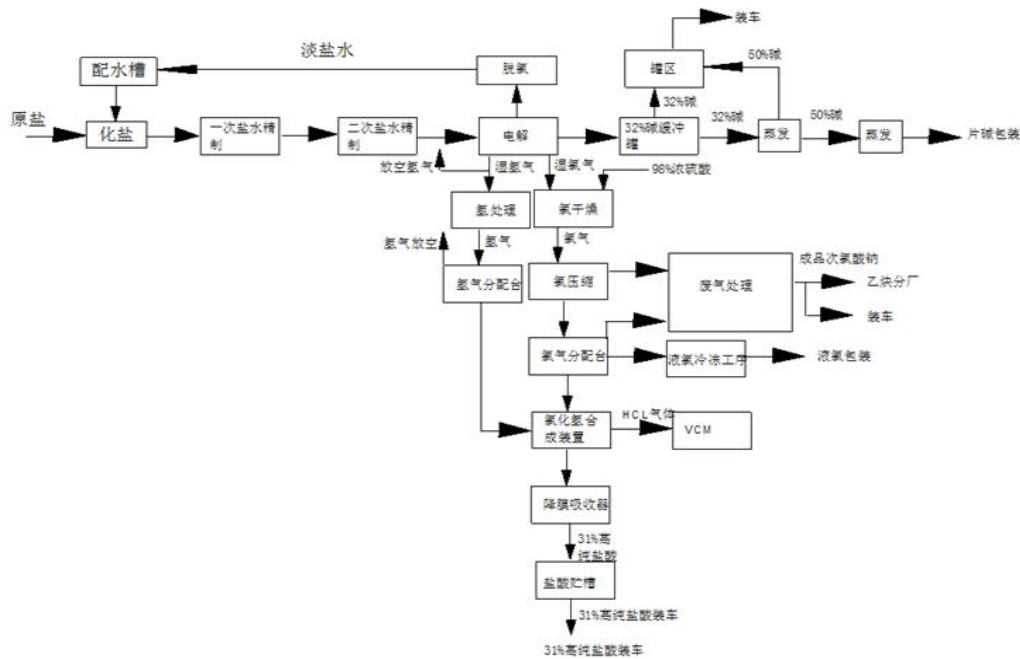 装车
淡盐水
50%碱
配水槽
脱氯
罐区
32%碱
原盐
化盐
一次盐水精
制
二次盐水精
制
电解
32%碱缓冲
罐
32%碱
蒸发
50%碱
蒸发
片碱包装
放空氢气
湿氢气
湿氯气
98%浓硫酸
氢处理
氯干燥
氢气放空
氢气
氯气
成品次氯酸钠
氢气分配台
氯压缩
废气处理
乙炔分厂
装车
氯气分配台
液氯冷冻工序
液氯包装
氯化氢合
成装置
HCL气体
VCM
降膜吸收器
31%高
纯盐酸
盐酸贮槽
31%高纯盐酸装车
31%高纯盐酸装车